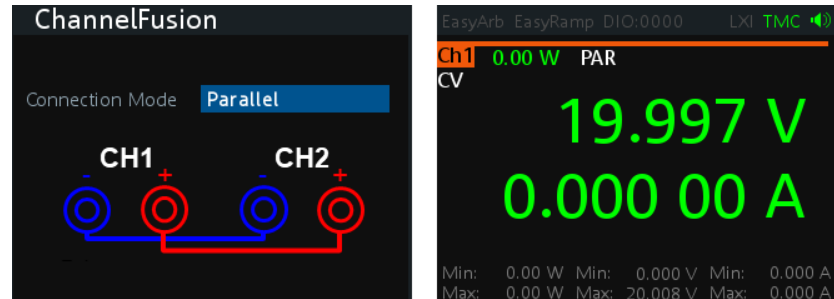 ChannelFusion
Connection Mode Parallel
CH1 CH2
- + - +
EasyArb EasyRamp DIO:0000 LXI TMC
Ch1 0.00 W PAR
CV
19.997 V
0.000 00 A
Min: 0.00 W Min: 0.000 V Min: 0.000 A
Max: 0.00 W Max: 20.008 V Max: 0.000 A